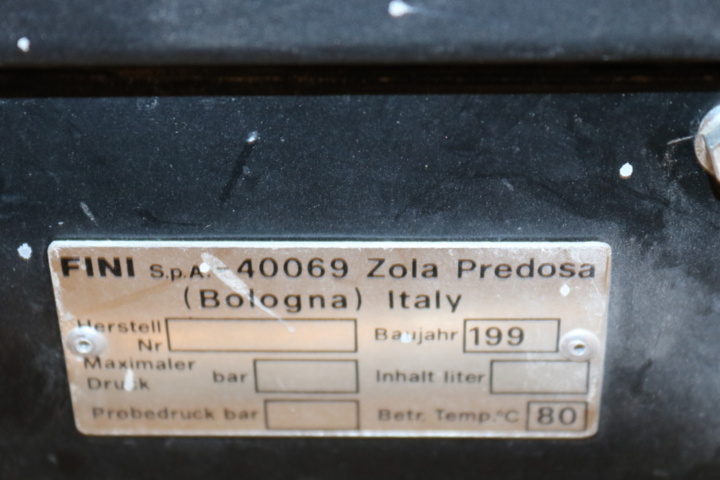 FINI S.p.A. - 40069 Zola Predosa
(Bologna) Italy
Herstell Nr Baujahr 199
Maximaler Druck bar Inhalt liter
Probedruck bar Betr. Temp.°C 80